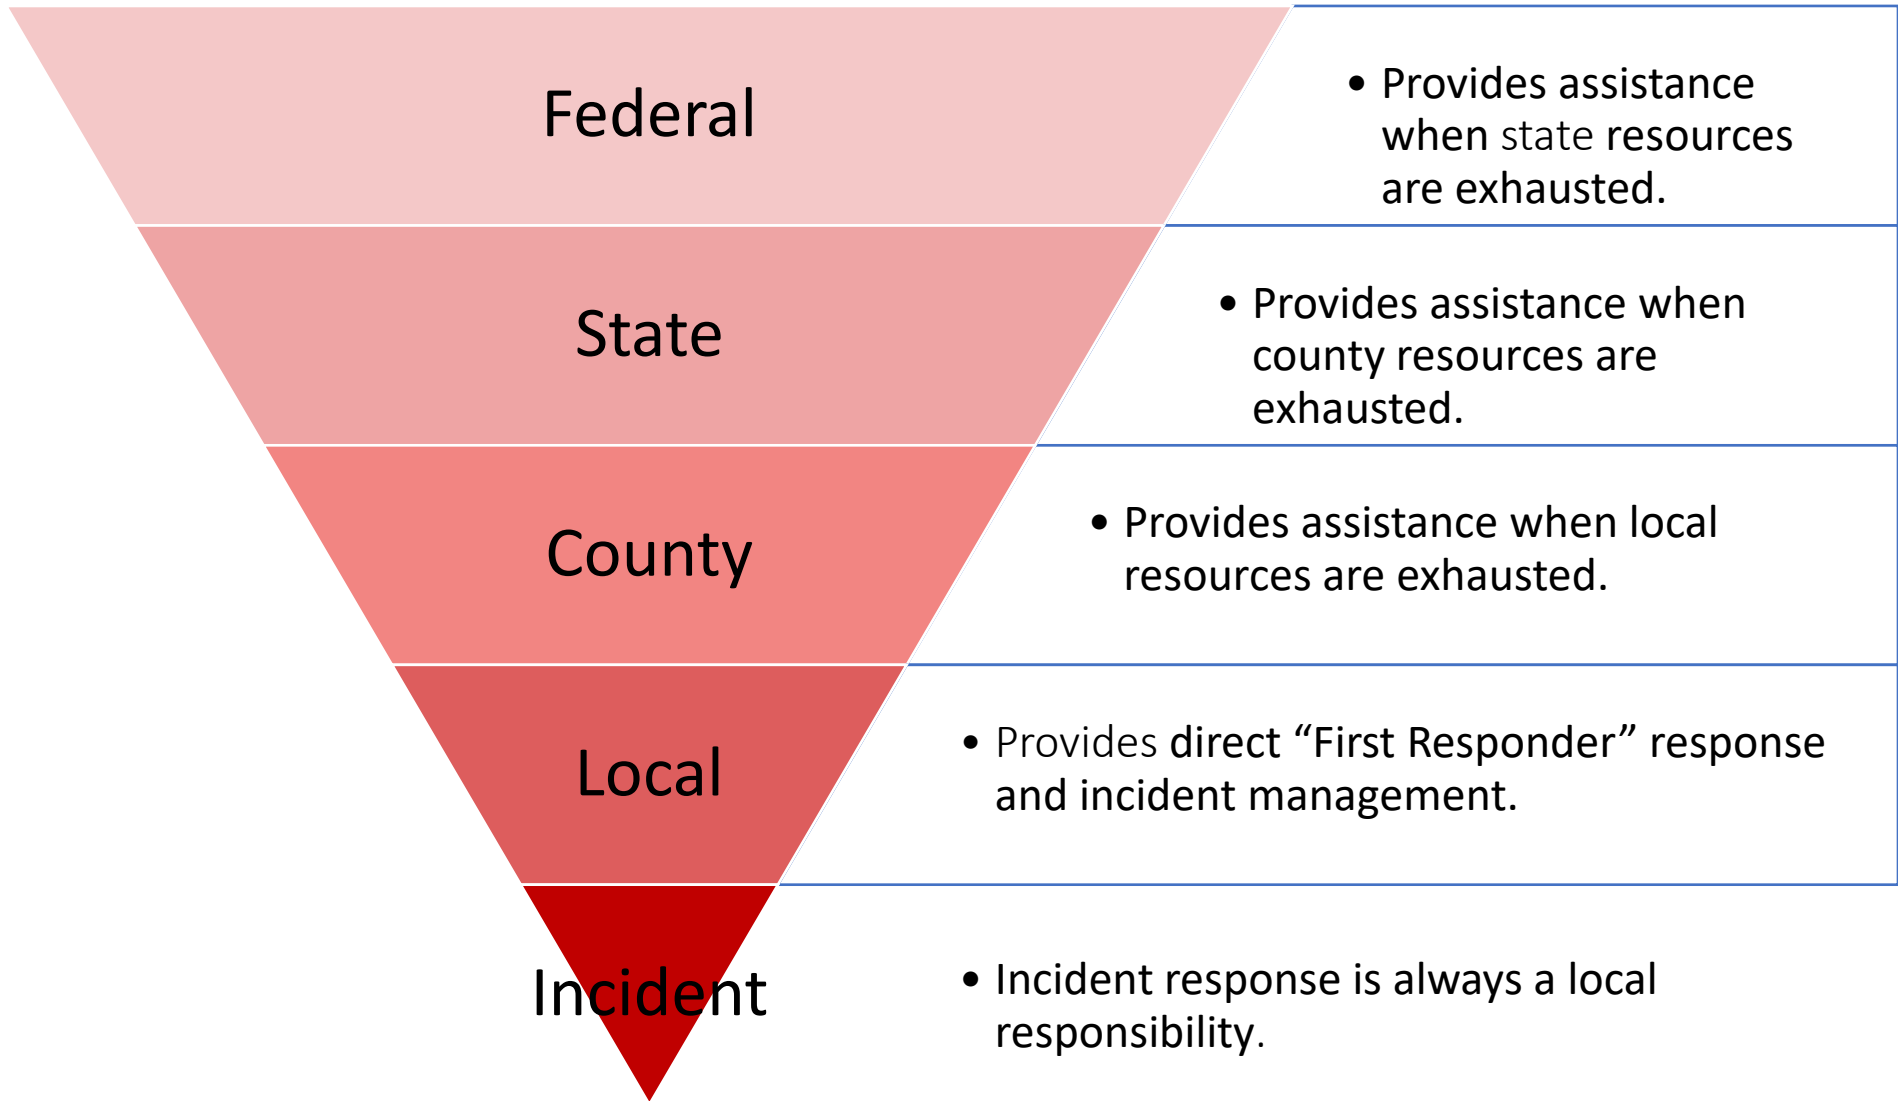 Federal
• Provides assistance
when state resources
are exhausted.
State
• Provides assistance when
county resources are
exhausted.
County
• Provides assistance when local
resources are exhausted.
Local
• Provides direct “First Responder” response
and incident management.
Incident
• Incident response is always a local
responsibility.